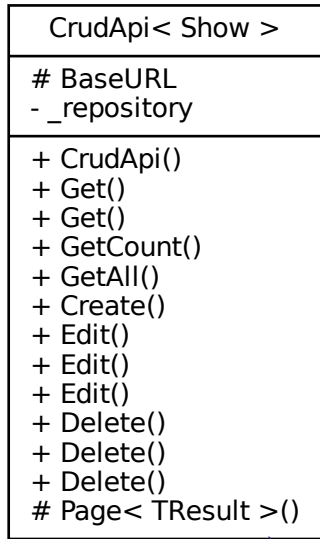 CrudApi< Show >
# BaseURL
- _repository
+ CrudApi()
+ Get()
+ Get()
+ GetCount()
+ GetAll()
+ Create()
+ Edit()
+ Edit()
+ Edit()
+ Delete()
+ Delete()
+ Delete()
# Page< TResult >()